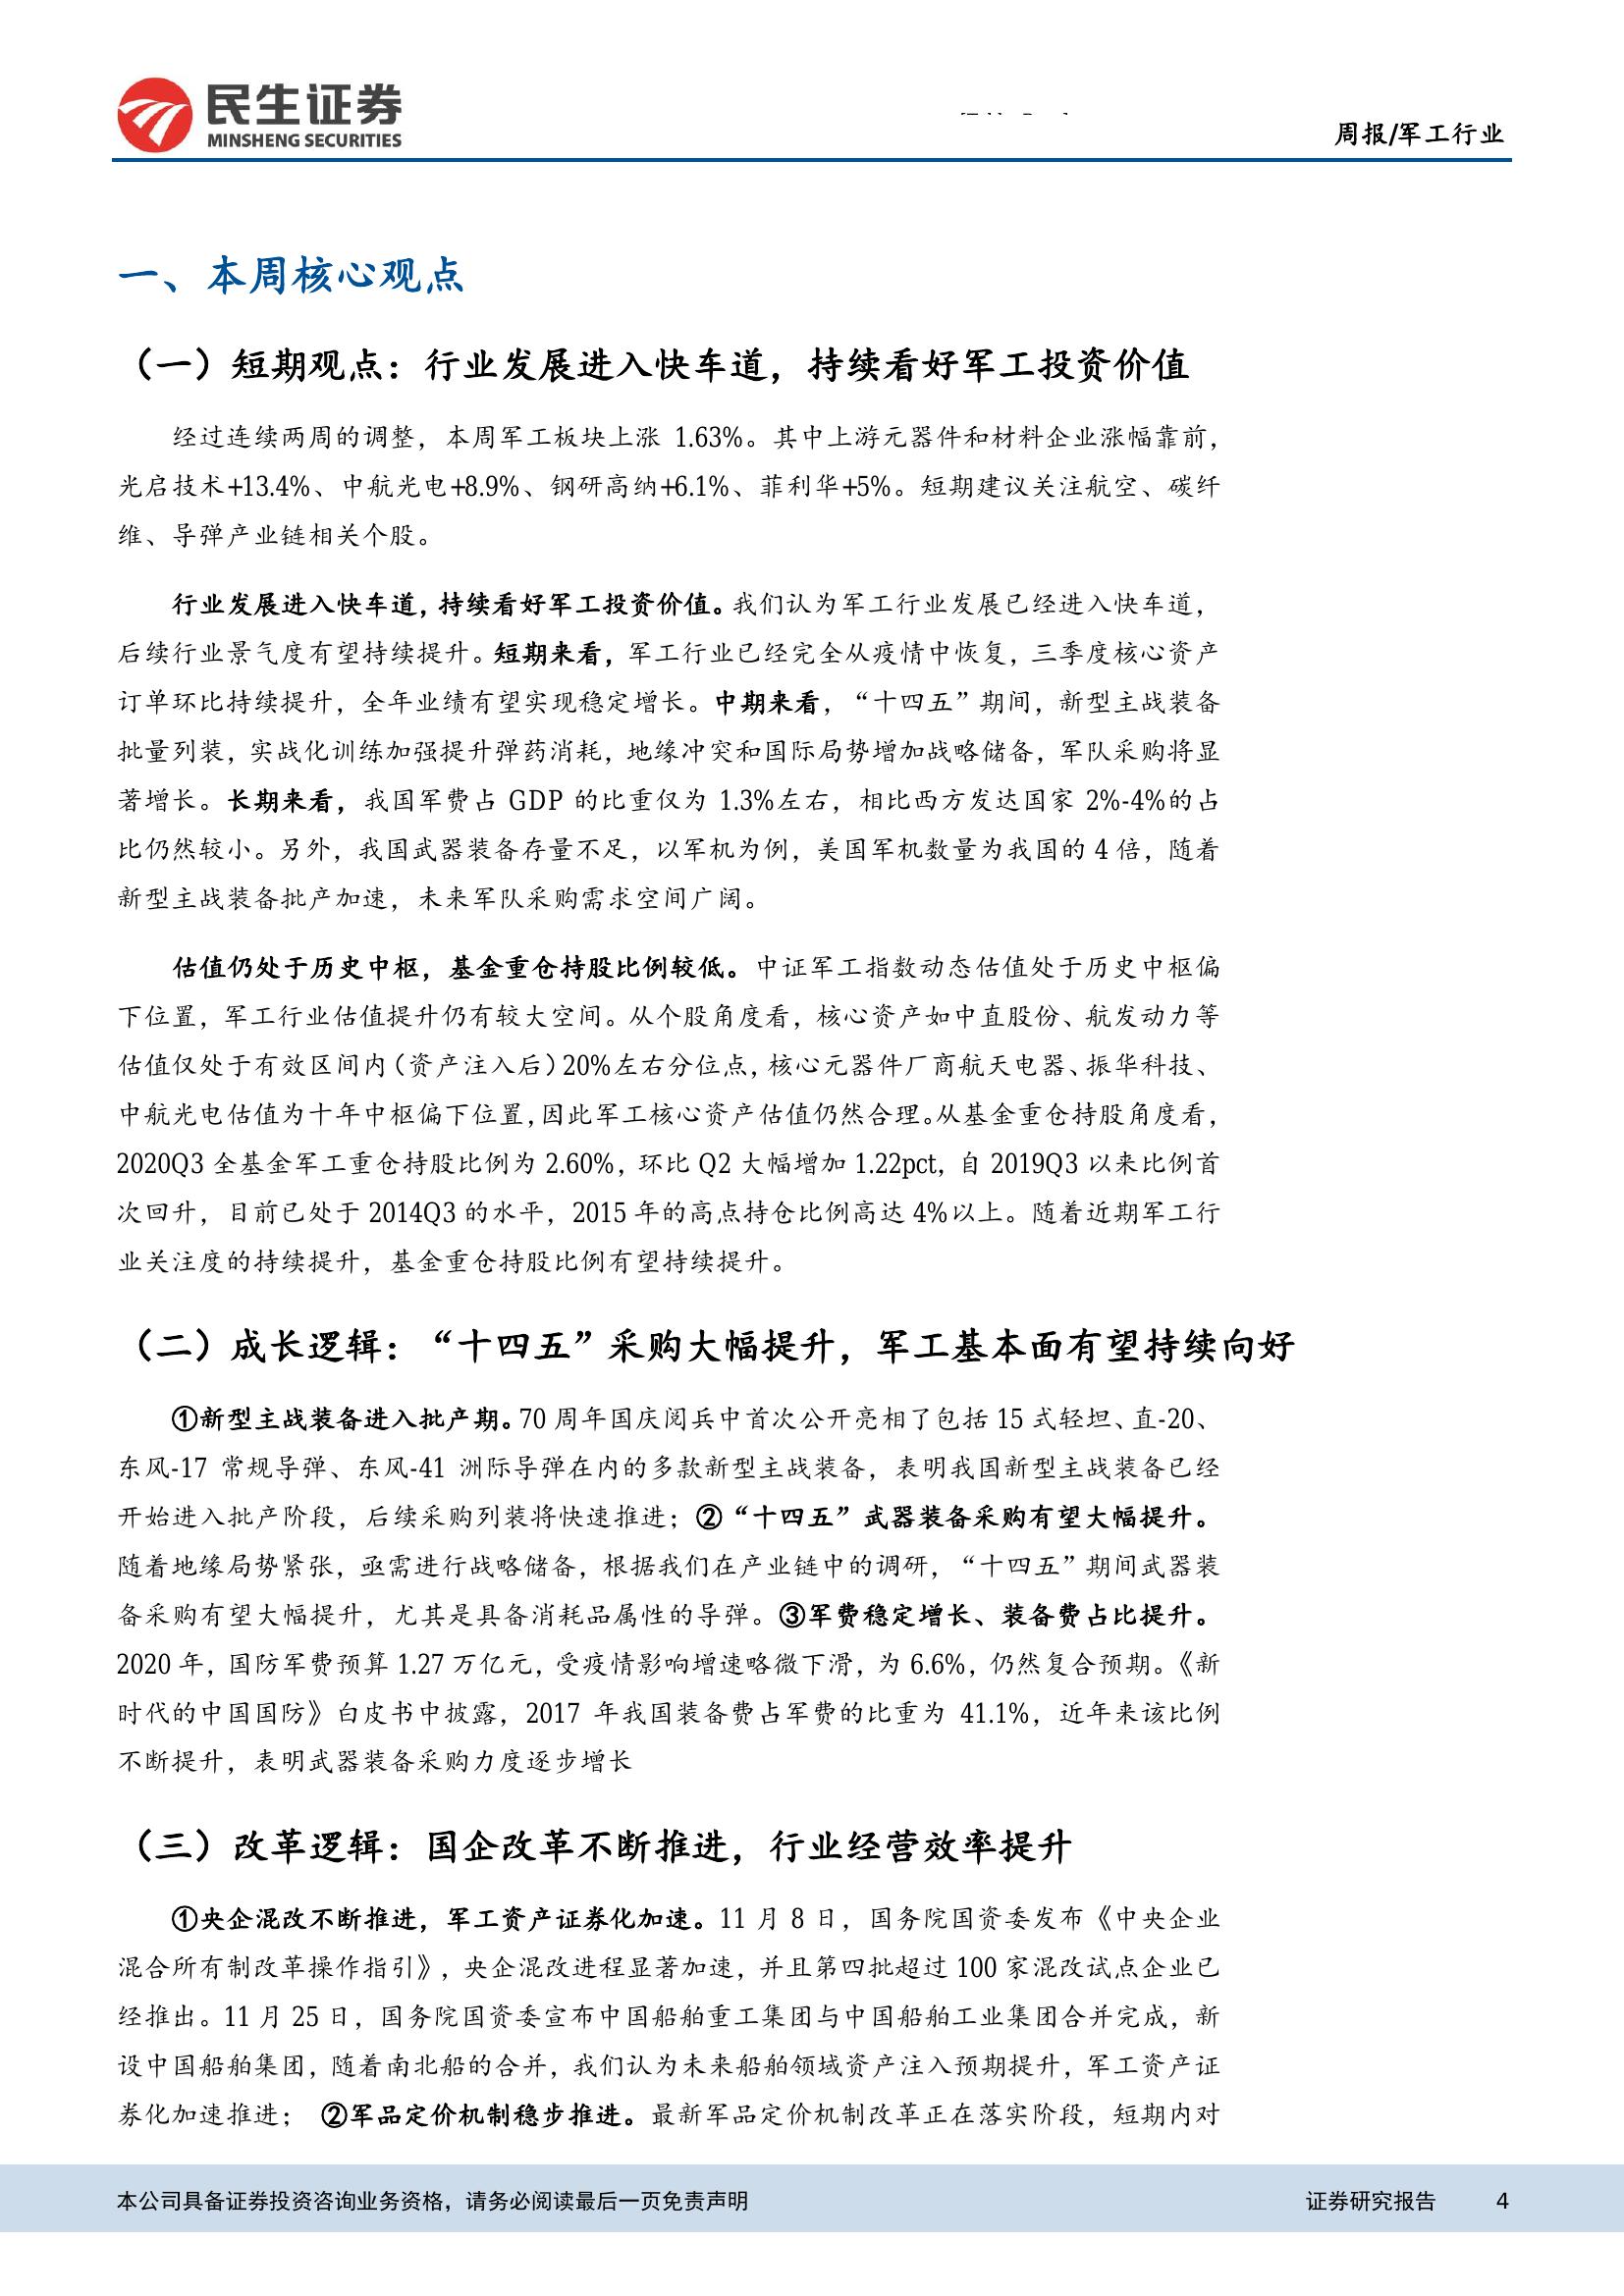 民生证券
MINSHENG SECURITIES
周报/军工行业
一、本周核心观点
（一）短期观点：行业发展进入快车道，持续看好军工投资价值
经过连续两周的调整，本周军工板块上涨 1.63%。其中上游元器件和材料企业涨幅靠前，
光启技术+13.4%、中航光电+8.9%、钢研高纳+6.1%、菲利华+5%。短期建议关注航空、碳纤
维、导弹产业链相关个股。
行业发展进入快车道，持续看好军工投资价值。我们认为军工行业发展已经进入快车道，
后续行业景气度有望持续提升。短期来看，军工行业已经完全从疫情中恢复，三季度核心资产
订单环比持续提升，全年业绩有望实现稳定增长。中期来看，“十四五”期间，新型主战装备
批量列装，实战化训练加强提升弹药消耗，地缘冲突和国际局势增加战略储备，军队采购将显
著增长。长期来看，我国军费占 GDP 的比重仅为 1.3%左右，相比西方发达国家 2%-4%的占
比仍然较小。另外，我国武器装备存量不足，以军机为例，美国军机数量为我国的 4 倍，随着
新型主战装备批产加速，未来军队采购需求空间广阔。
估值仍处于历史中枢，基金重仓持股比例较低。中证军工指数动态估值处于历史中枢偏
下位置，军工行业估值提升仍有较大空间。从个股角度看，核心资产如中直股份、航发动力等
估值仅处于有效区间内（资产注入后）20%左右分位点，核心元器件厂商航天电器、振华科技、
中航光电估值为十年中枢偏下位置，因此军工核心资产估值仍然合理。从基金重仓持股角度看，
2020Q3 全基金军工重仓持股比例为 2.60%，环比 Q2 大幅增加 1.22pct，自 2019Q3 以来比例首
次回升，目前已处于 2014Q3 的水平，2015 年的高点持仓比例高达 4%以上。随着近期军工行
业关注度的持续提升，基金重仓持股比例有望持续提升。
（二）成长逻辑：“十四五”采购大幅提升，军工基本面有望持续向好
①新型主战装备进入批产期。70 周年国庆阅兵中首次公开亮相了包括 15 式轻坦、直-20、
东风-17 常规导弹、东风-41 洲际导弹在内的多款新型主战装备，表明我国新型主战装备已经
开始进入批产阶段，后续采购列装将快速推进；②“十四五”武器装备采购有望大幅提升。
随着地缘局势紧张，亟需进行战略储备，根据我们在产业链中的调研，“十四五”期间武器装
备采购有望大幅提升，尤其是具备消耗品属性的导弹。③军费稳定增长、装备费占比提升。
2020 年，国防军费预算 1.27 万亿元，受疫情影响增速略微下滑，为 6.6%，仍然复合预期。《新
时代的中国国防》白皮书中披露，2017 年我国装备费占军费的比重为 41.1%，近年来该比例
不断提升，表明武器装备采购力度逐步增长
（三）改革逻辑：国企改革不断推进，行业经营效率提升
①央企混改不断推进，军工资产证券化加速。11 月 8 日，国务院国资委发布《中央企业
混合所有制改革操作指引》，央企混改进程显著加速，并且第四批超过 100 家混改试点企业已
经推出。11 月 25 日，国务院国资委宣布中国船舶重工集团与中国船舶工业集团合并完成，新
设中国船舶集团，随着南北船的合并，我们认为未来船舶领域资产注入预期提升，军工资产证
券化加速推进； ②军品定价机制稳步推进。最新军品定价机制改革正在落实阶段，短期内对
本公司具备证券投资咨询业务资格，请务必阅读最后一页免责声明 证券研究报告 4